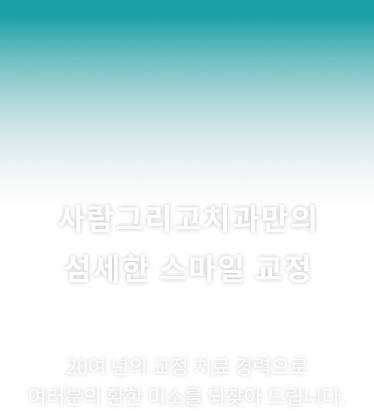 사람그리고치과만의
섬세한 스마일 교정
20여 년의 교정 치료 경력으로
여러분의 환한 미소를 되찾아 드립니다.